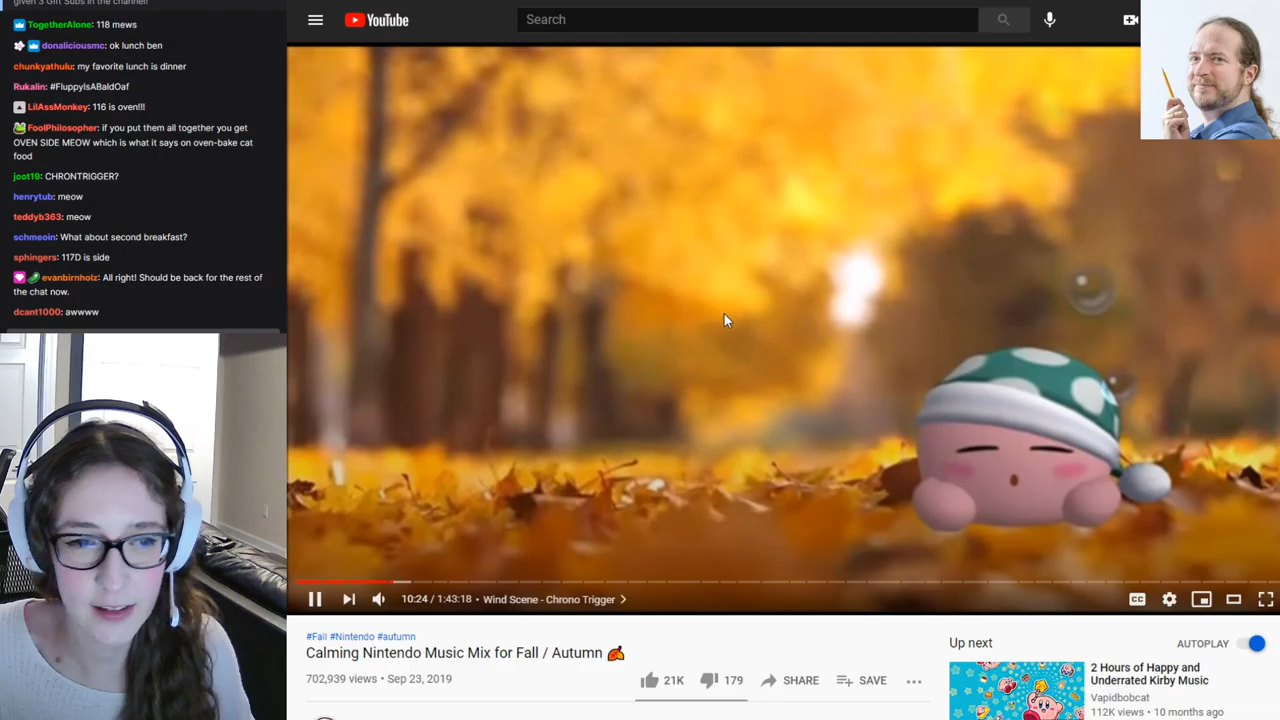 given 3 Gift Subs in the channel!
TogetherAlone: 118 mews
donaliciousmc: ok lunch ben
chunkyathulu: my favorite lunch is dinner
Rukalin: #FluppyIsABaldOaf
LilAssMonkey: 116 is oven!!!
FoolPhilosopher: if you put them all together you get
OVEN SIDE MEOW which is what it says on oven-bake cat
food
joot19: CHRONTRIGGER?
henrytub: meow
teddyb363: meow
schmeoin: What about second breakfast?
sphingers: 117D is side
evanbirnholz: All right! Should be back for the rest of
the chat now.
dcant1000: awwww
YouTube
Search
10:24 / 1:43:18 • Wind Scene - Chrono Trigger
CC
#Fall #Nintendo #autumn
Calming Nintendo Music Mix for Fall / Autumn
702,939 views • Sep 23, 2019
21K
179
SHARE
SAVE
Up next
AUTOPLAY
2 Hours of Happy and
Underrated Kirby Music
Vapidbobcat
112K views • 10 months ago